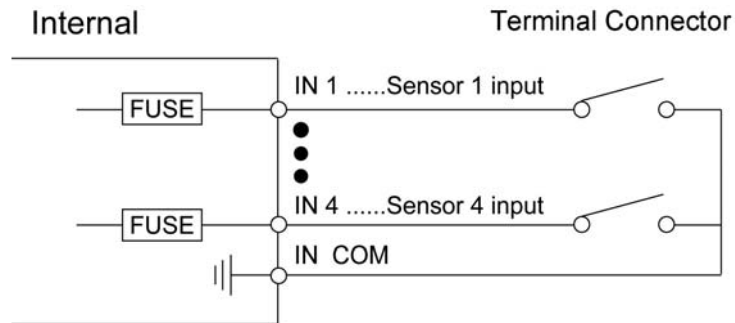 Internal
Terminal Connector
IN 1 ......Sensor 1 input
FUSE
IN 4 ......Sensor 4 input
FUSE
IN COM